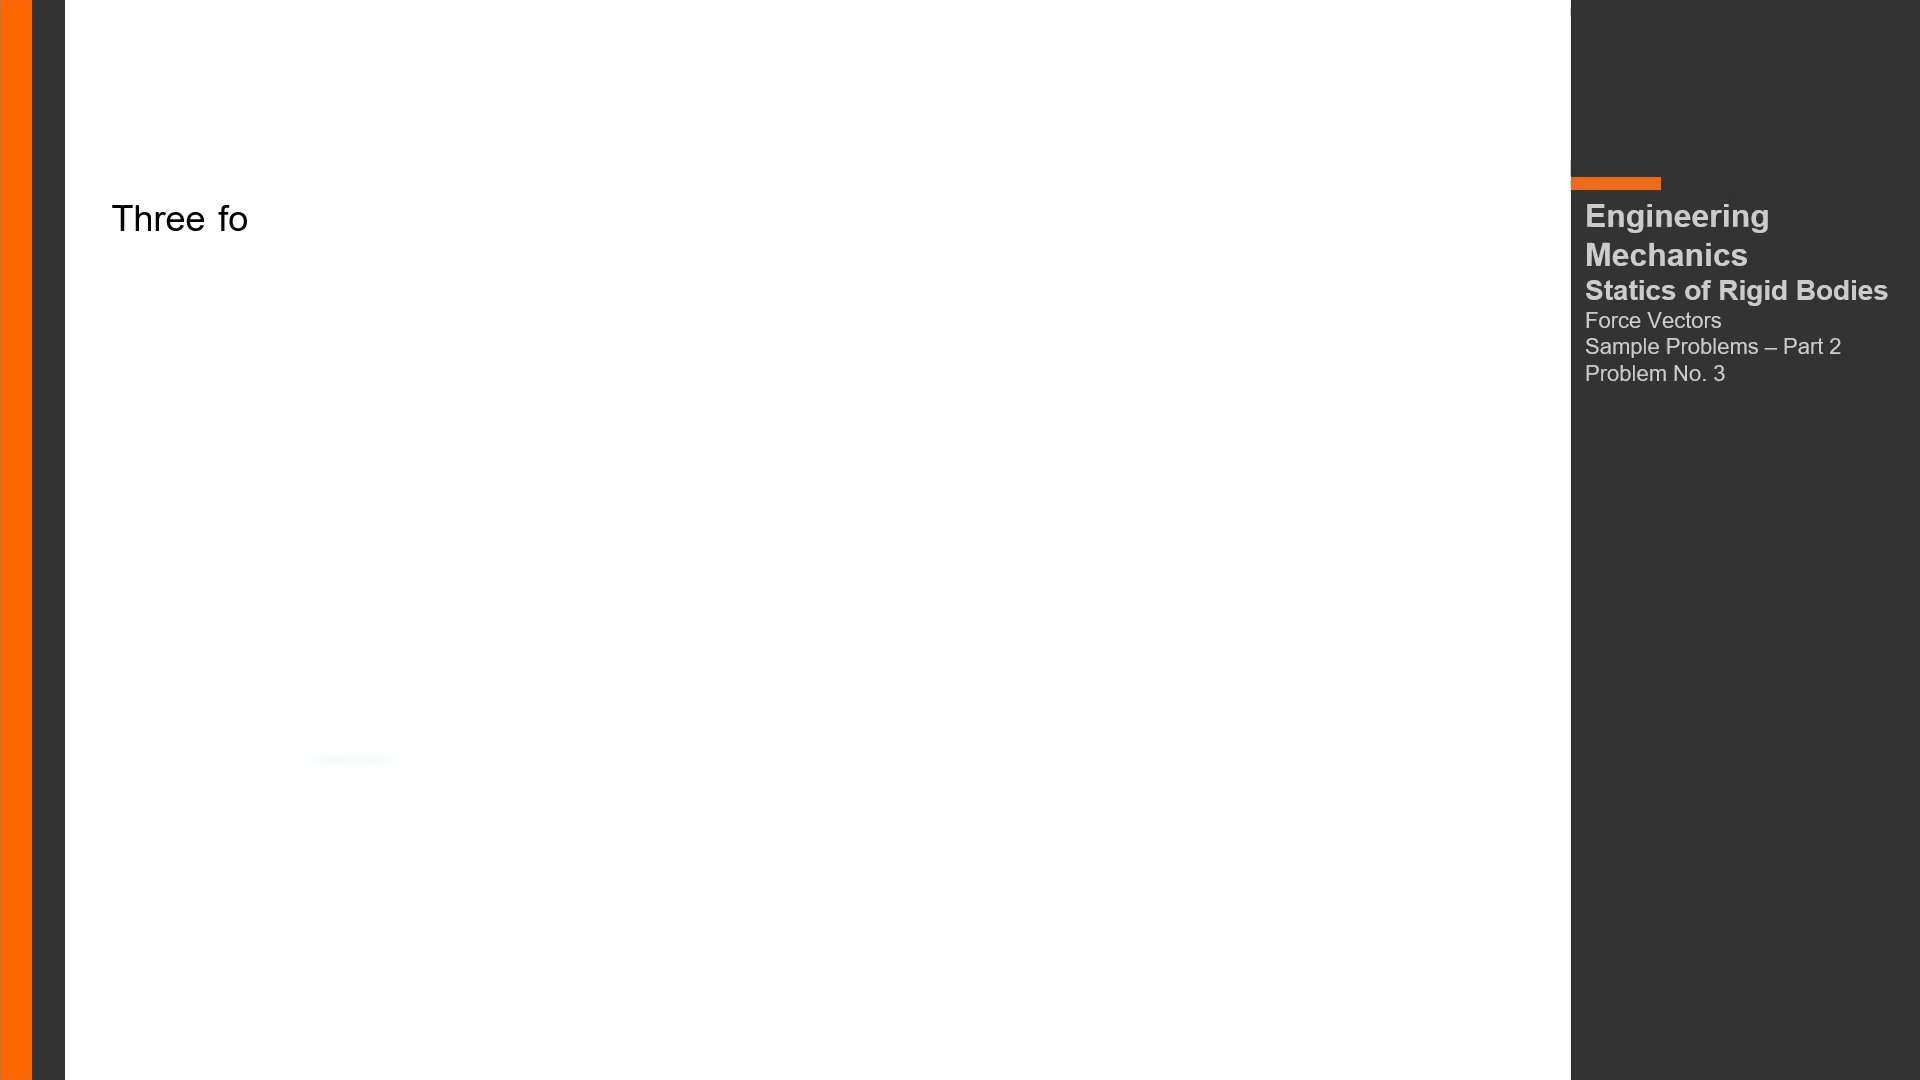 Three fo
Engineering
Mechanics
Statics of Rigid Bodies
Force Vectors
Sample Problems – Part 2
Problem No. 3